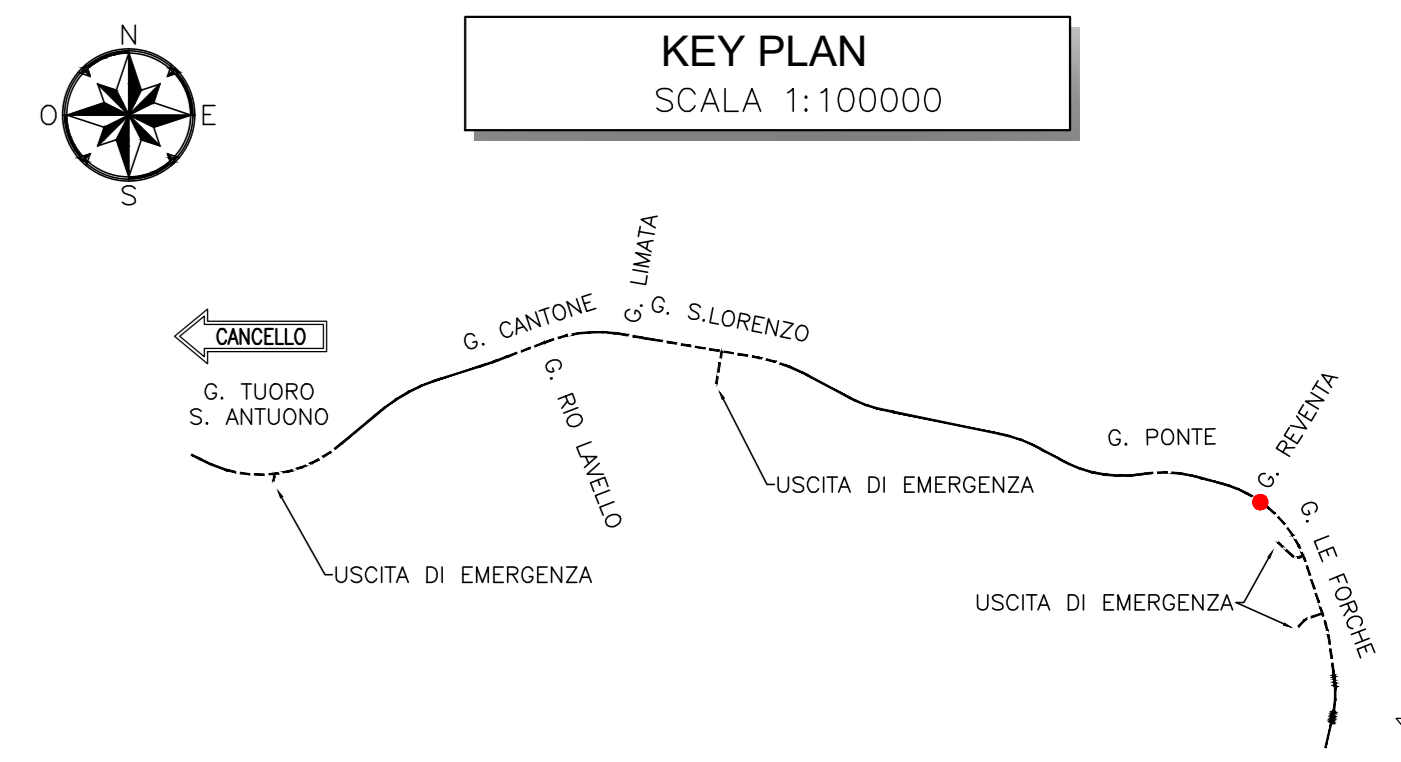 N
KEY PLAN
SCALA 1:100000
O
E
S
G. LIMATA
G. CANTONE
G. S.LORENZO
CANCELLO
G. TUORO
S. ANTUONO
G. RIO LAVELLO
G. REVENTA
G. PONTE
USCITA DI EMERGENZA
G. LE FORCHE
USCITA DI EMERGENZA
USCITA DI EMERGENZA